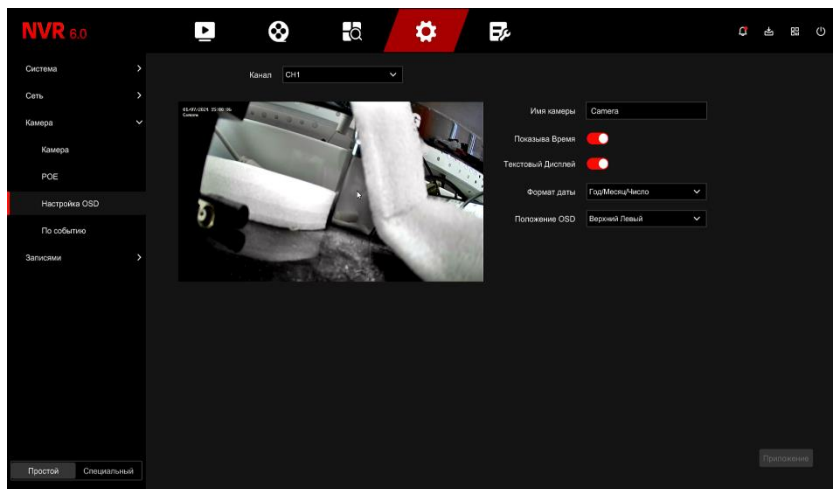 NVR 6.0
Система
Сеть
Камера
Камера
POE
Настройка OSD
По событию
Записями
Простой Специальный
Канал CH1
Camera
Имя камеры Camera
Показыва Время
Текстовый Дисплей
Формат даты Год/Месяц/Число
Положение OSD Верхний Левый
Приложение